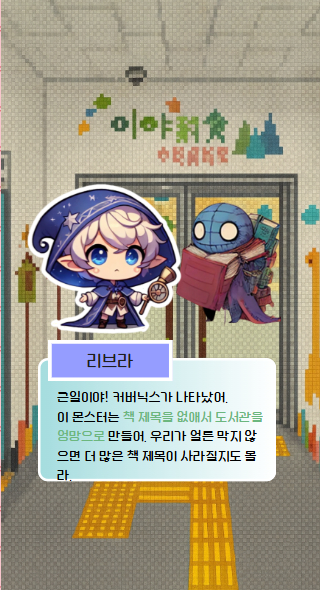 이야기숲
리브라
큰일이야! 커버닉스가 나타났어.
이 몬스터는 책 제목을 없애서 도서관을
엉망으로 만들어. 우리가 얼른 막지 않
으면 더 많은 책 제목이 사라질지도 몰
라.